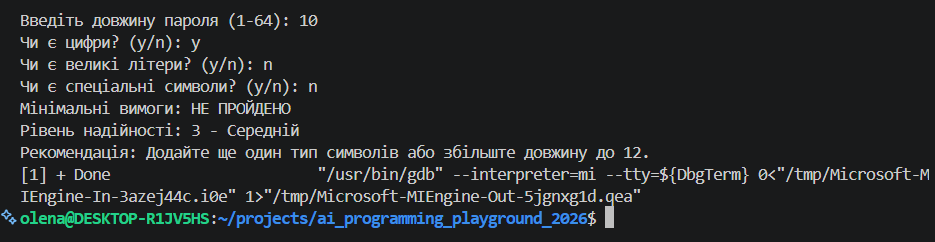 Введіть довжину пароля (1-64): 10
Чи є цифри? (y/n): y
Чи є великі літери? (y/n): n
Чи є спеціальні символи? (y/n): n
Мінімальні вимоги: НЕ ПРОЙДЕНО
Рівень надійності: 3 - Середній
Рекомендація: Додайте ще один тип символів або збільште довжину до 12.
[1] + Done                       "/usr/bin/gdb" --interpreter=mi --tty=${DbgTerm} 0<"/tmp/Microsoft-M
IEngine-In-3azej44c.i0e" 1>"/tmp/Microsoft-MIEngine-Out-5jgnxg1d.qea"
olena@DESKTOP-R1JV5HS:~/projects/ai_programming_playground_2026$